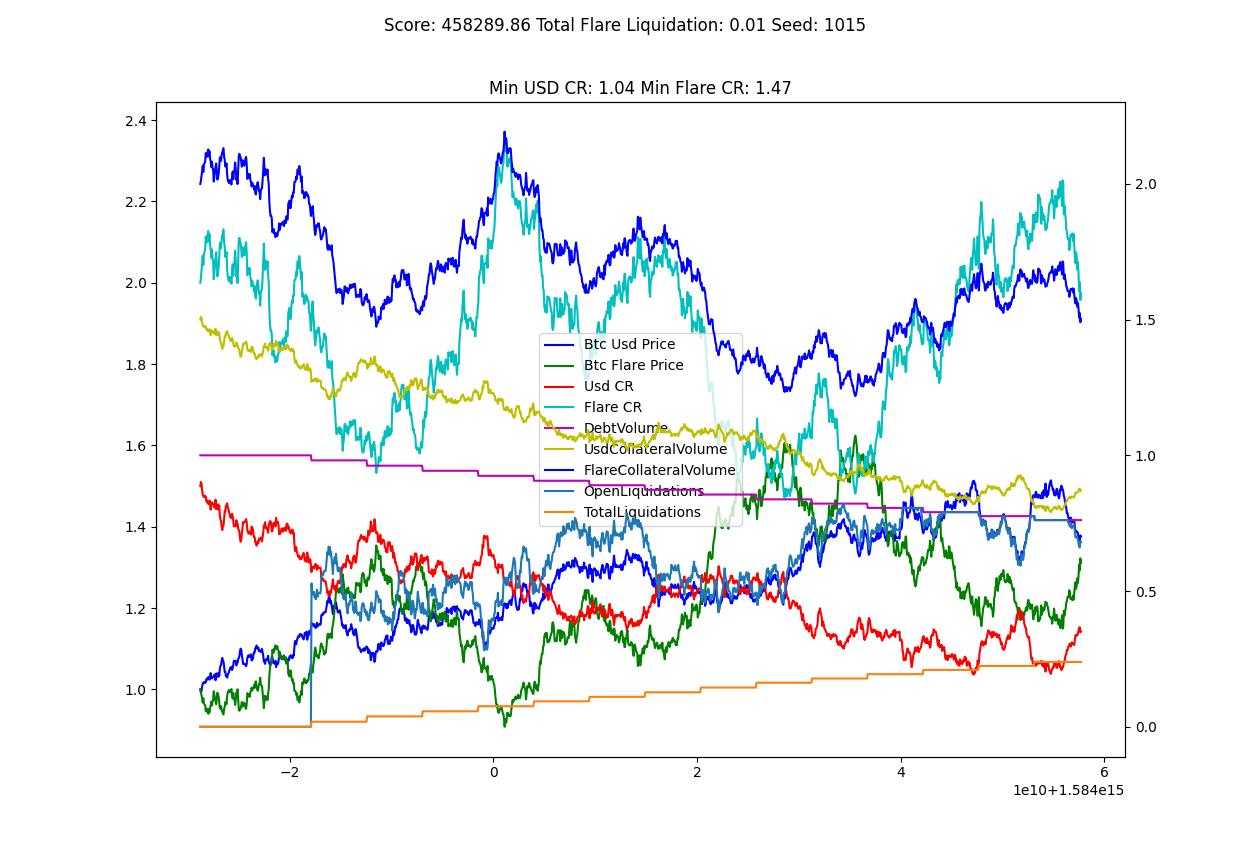 Score: 458289.86 Total Flare Liquidation: 0.01 Seed: 1015
Min USD CR: 1.04 Min Flare CR: 1.47
2.4
2.2
2.0
1.8
1.6
1.4
1.2
1.0
2.0
1.5
1.0
0.5
0.0
Btc Usd Price
Btc Flare Price
Usd CR
Flare CR
DebtVolume
UsdCollateralVolume
FlareCollateralVolume
OpenLiquidations
TotalLiquidations
−2 0 2 4 6
1e10+1.584e15